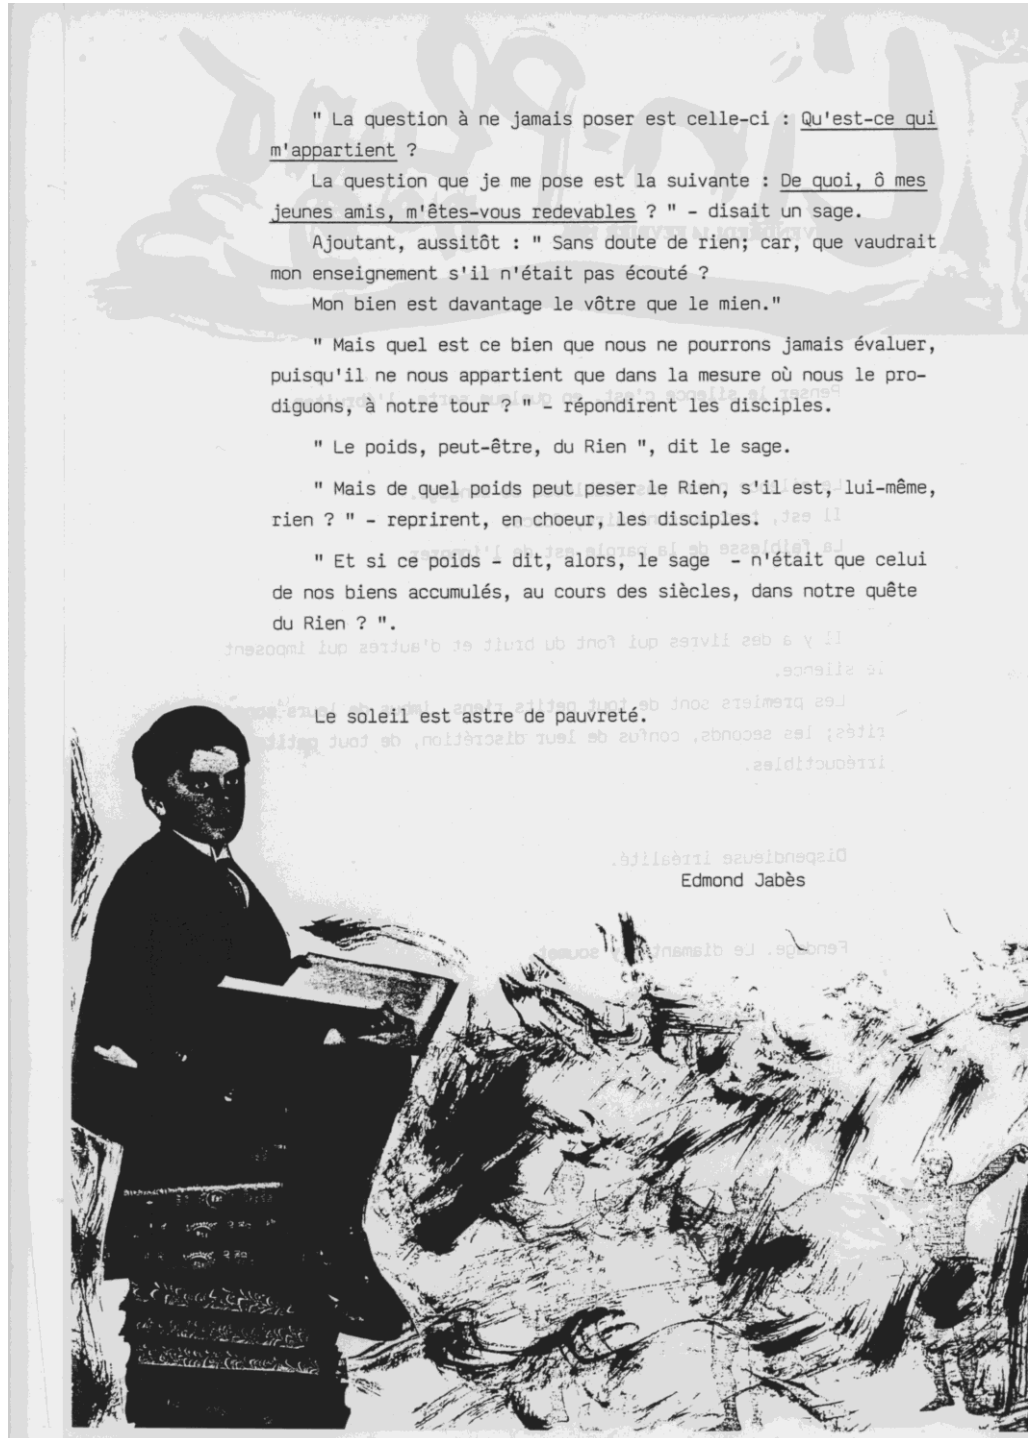 " La question à ne jamais poser est celle-ci : Qu'est-ce qui
m'appartient ?
La question que je me pose est la suivante : De quoi, ô mes
jeunes amis, m'êtes-vous redevables ? " - disait un sage.
Ajoutant, aussitôt : " Sans doute de rien; car, que vaudrait
mon enseignement s'il n'était pas écouté ?
Mon bien est davantage le vôtre que le mien."
" Mais quel est ce bien que nous ne pourrons jamais évaluer,
puisqu'il ne nous appartient que dans la mesure où nous le pro-
diguons, à notre tour ? " - répondirent les disciples.
" Le poids, peut-être, du Rien ", dit le sage.
" Mais de quel poids peut peser le Rien, s'il est, lui-même,
rien ? " - reprirent, en choeur, les disciples.
" Et si ce poids - dit, alors, le sage - n'était que celui
de nos biens accumulés, au cours des siècles, dans notre quête
du Rien ? ".
Le soleil est astre de pauvreté.
Edmond Jabès